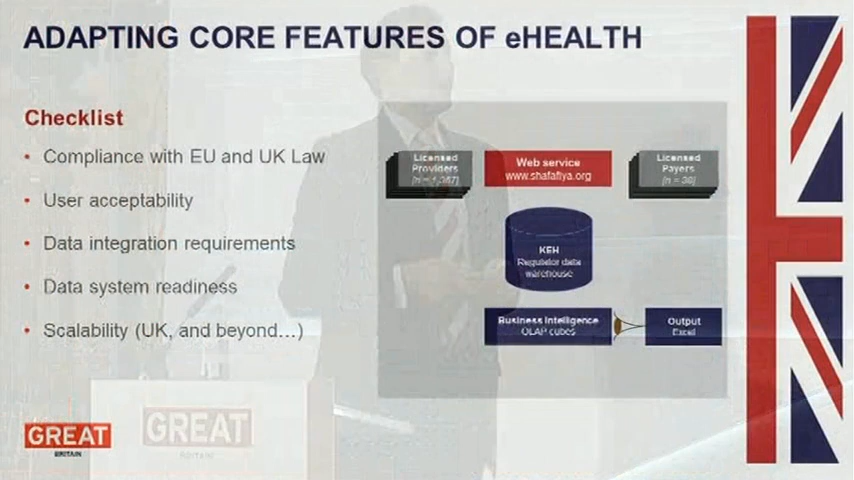 ADAPTING CORE FEATURES OF eHEALTH
Checklist
• Compliance with EU and UK Law
• User acceptability
• Data integration requirements
• Data system readiness
• Scalability (UK, and beyond…)
Licensed
Providers
Web service
www.shafafiya.org
Licensed
Payers
[n = 38]
KEH
Regulator data
warehouse
Business Intelligence
OLAP cubes
Output
Excel
GREAT
BRITAIN
GREAT
BRITAIN